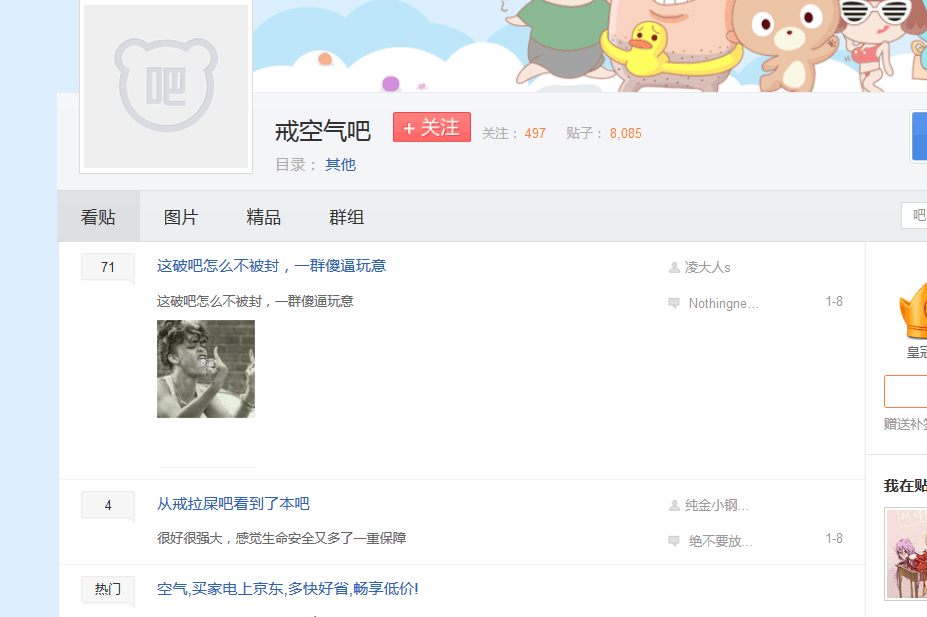 吧
戒空气吧
+ 关注
关注： 497
贴子： 8,085
目录： 其他
看贴
图片
精品
群组
吧
71
这破吧怎么不被封，一群傻逼玩意
凌大人s
这破吧怎么不被封，一群傻逼玩意
Nothingne...
1-8
皇冠
赠送补签
4
从戒拉屎吧看到了本吧
纯金小钢...
很好很强大，感觉生命安全又多了一重保障
绝不要放...
1-8
我在贴
热门
空气,买家电上京东,多快好省,畅享低价!